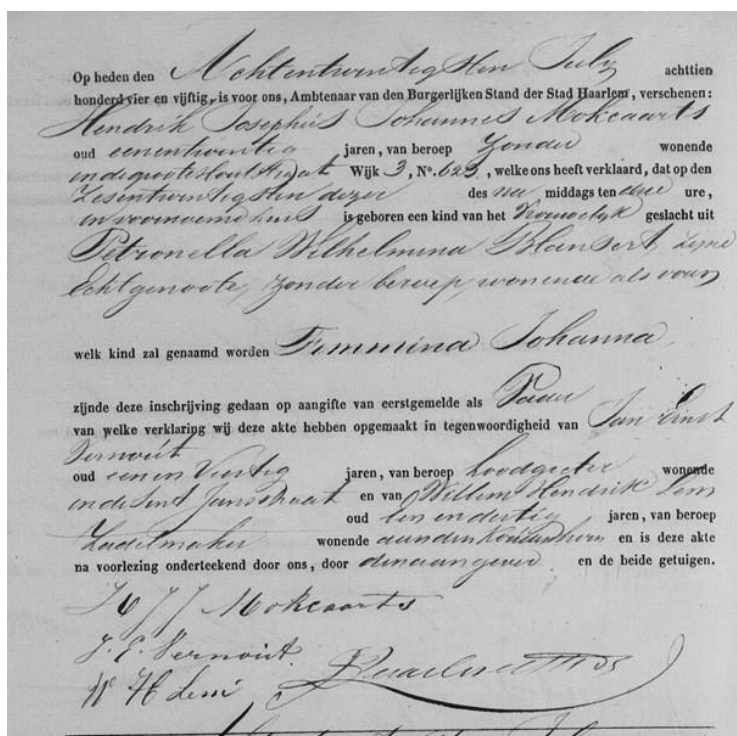 Op heden den Achtentwintigsten July achttien
honderd vier en vijftig, is voor ons, Ambtenaar van den Burgerlijken Stand der Stad Haarlem, verschenen:
Hendrik Josephus Johannes Mokcaarts
oud eenentwintig jaren, van beroep Zonder wonende
in de groote Houtstraat Wijk 3, No. 623, welke ons heeft verklaard, dat op den
Zesentwintigsten dezer des na middags ten drie ure,
in voornoemd huis is geboren een kind van het Vrouwelijk geslacht uit
Petronella Wilhelmina Blansert, zijne
Echtgenoote, zonder beroep, wonende als voren
welk kind zal genaamd worden Femmina Johanna
zijnde deze inschrijving gedaan op aangifte van eerstgemelde als Vader
van welke verklaring wij deze akte hebben opgemaakt in tegenwoordigheid van Jan Ernst
Vernout
oud een en Veertig jaren, van beroep Loodgieter wonende
in de Sint Jansstraat en van Willem Hendrik
oud een en dertig jaren, van beroep
Zadelmaker wonende aan den en is deze akte
na voorlezing onderteekend door ons, door den aangever en de beide getuigen.
H J J Mokcaarts
J. E. Vernout.
W H